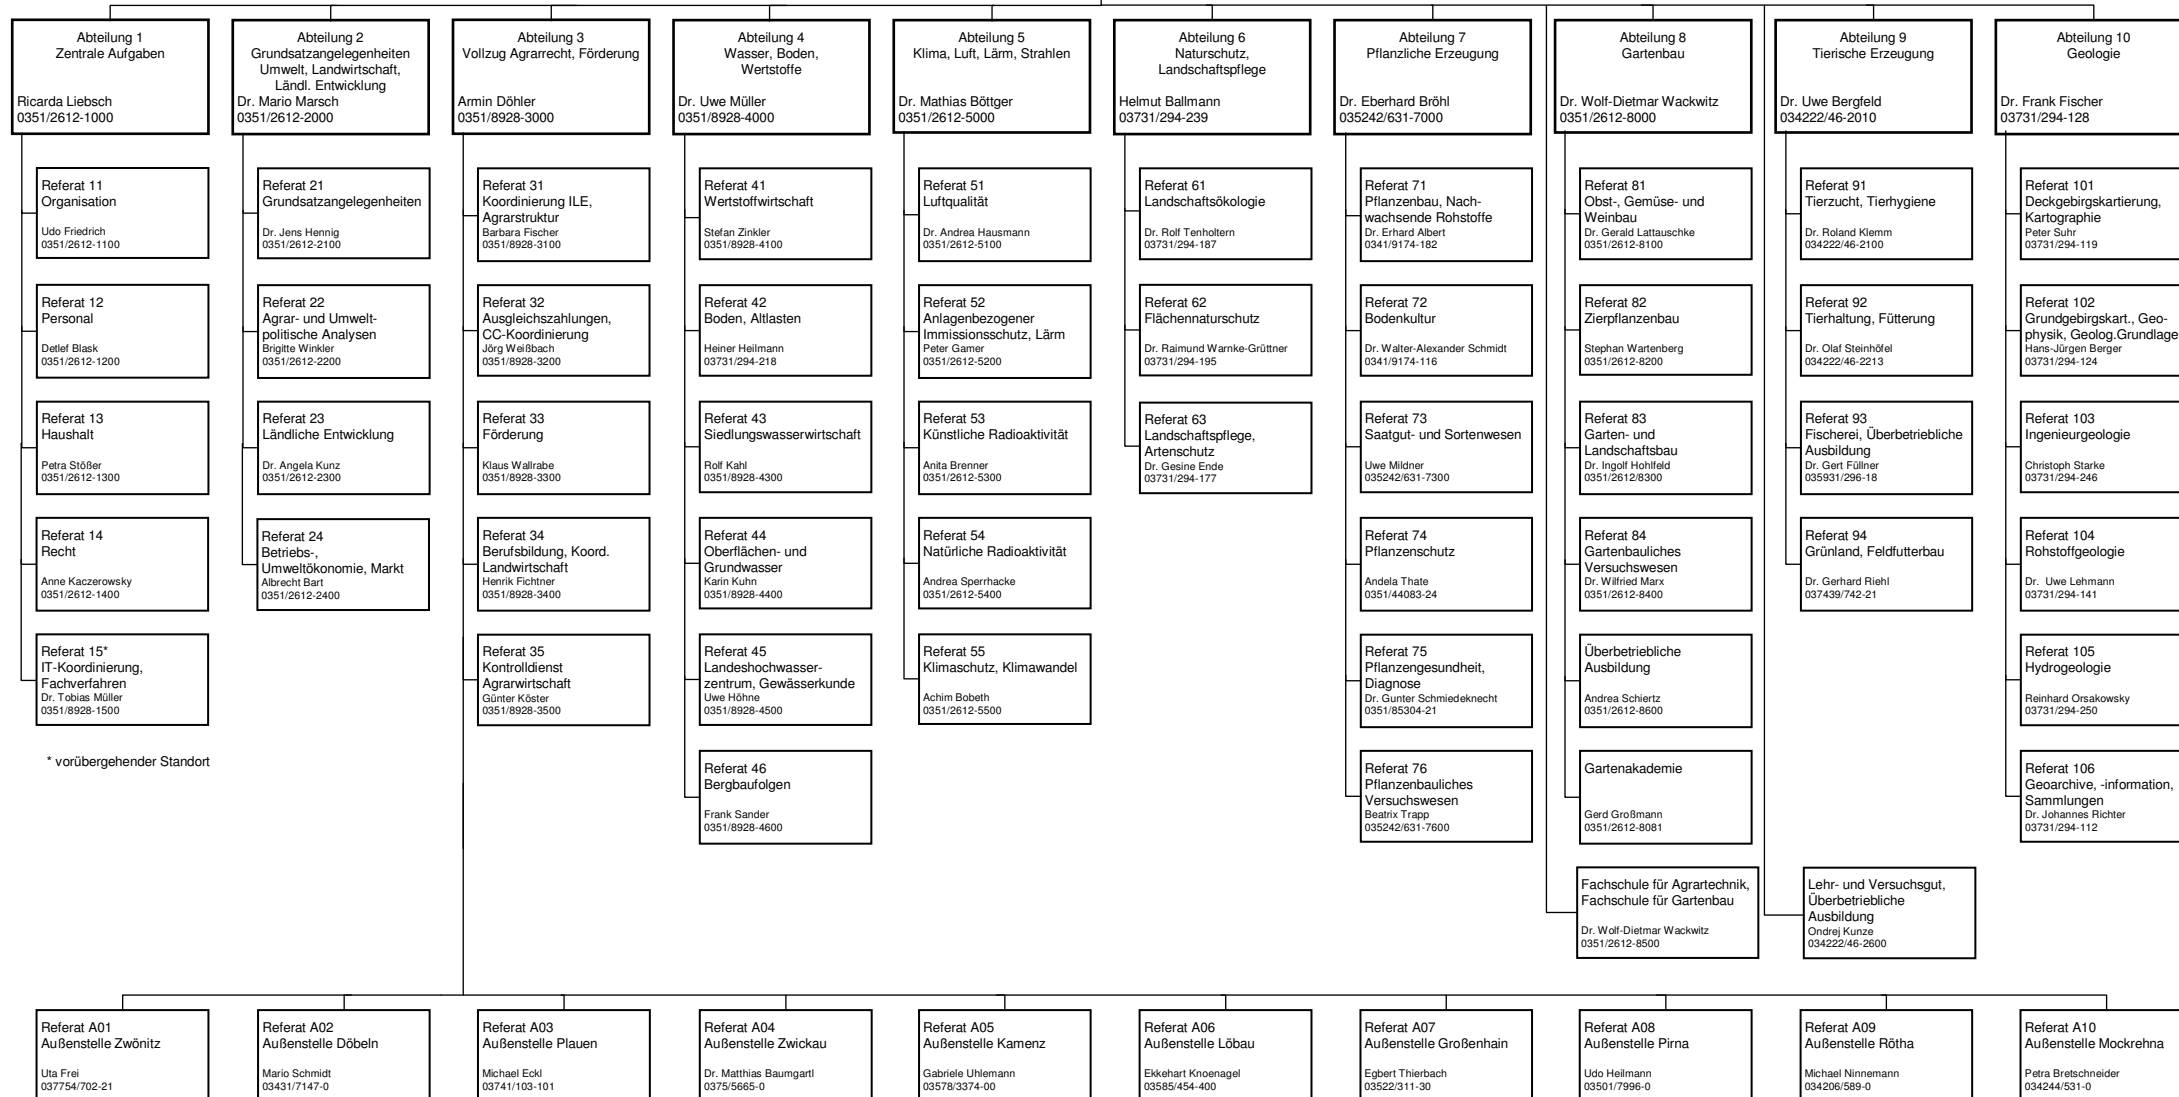 Abteilung 1
Zentrale Aufgaben
Ricarda Liebsch
0351/2612-1000
Abteilung 2
Grundsatzangelegenheiten
Umwelt, Landwirtschaft,
Ländl. Entwicklung
Dr. Mario Marsch
0351/2612-2000
Abteilung 3
Vollzug Agrarrecht, Förderung
Armin Döhler
0351/8928-3000
Abteilung 4
Wasser, Boden,
Wertstoffe
Dr. Uwe Müller
0351/8928-4000
Abteilung 5
Klima, Luft, Lärm, Strahlen
Dr. Mathias Böttger
0351/2612-5000
Abteilung 6
Naturschutz,
Landschaftspflege
Helmut Ballmann
03731/294-239
Abteilung 7
Pflanzliche Erzeugung
Dr. Eberhard Bröhl
035242/631-7000
Abteilung 8
Gartenbau
Dr. Wolf-Dietmar Wackwitz
0351/2612-8000
Abteilung 9
Tierische Erzeugung
Dr. Uwe Bergfeld
034222/46-2010
Abteilung 10
Geologie
Dr. Frank Fischer
03731/294-128
Referat 11
Organisation
Udo Friedrich
0351/2612-1100
Referat 21
Grundsatzangelegenheiten
Dr. Jens Hennig
0351/2612-2100
Referat 31
Koordinierung ILE,
Agrarstruktur
Barbara Fischer
0351/8928-3100
Referat 41
Wertstoffwirtschaft
Stefan Zinkler
0351/8928-4100
Referat 51
Luftqualität
Dr. Andrea Hausmann
0351/2612-5100
Referat 61
Landschaftsökologie
Dr. Rolf Tenholtern
03731/294-187
Referat 71
Pflanzenbau, Nach-
wachsende Rohstoffe
Dr. Erhard Albert
0341/9174-182
Referat 81
Obst-, Gemüse- und
Weinbau
Dr. Gerald Lattauschke
0351/2612-8100
Referat 91
Tierzucht, Tierhygiene
Dr. Roland Klemm
034222/46-2100
Referat 101
Deckgebirgskartierung,
Kartographie
Peter Suhr
03731/294-119
Referat 12
Personal
Detlef Blask
0351/2612-1200
Referat 22
Agrar- und Umwelt-
politische Analysen
Brigitte Winkler
0351/2612-2200
Referat 32
Ausgleichszahlungen,
CC-Koordinierung
Jörg Weißbach
0351/8928-3200
Referat 42
Boden, Altlasten
Heiner Heilmann
03731/294-218
Referat 52
Anlagenbezogener
Immissionsschutz, Lärm
Peter Gamer
0351/2612-5200
Referat 62
Flächennaturschutz
Dr. Raimund Warnke-Grüttner
03731/294-195
Referat 72
Bodenkultur
Dr. Walter-Alexander Schmidt
0341/9174-116
Referat 82
Zierpflanzenbau
Stephan Wartenberg
0351/2612-8200
Referat 92
Tierhaltung, Fütterung
Dr. Olaf Steinhöfel
034222/46-2213
Referat 102
Grundgebirgskart., Geo-
physik, Geolog.Grundlage
Hans-Jürgen Berger
03731/294-124
Referat 13
Haushalt
Petra Stößer
0351/2612-1300
Referat 23
Ländliche Entwicklung
Dr. Angela Kunz
0351/2612-2300
Referat 33
Förderung
Klaus Wallrabe
0351/8928-3300
Referat 43
Siedlungswasserwirtschaft
Rolf Kahl
0351/8928-4300
Referat 53
Künstliche Radioaktivität
Anita Brenner
0351/2612-5300
Referat 63
Landschaftspflege,
Artenschutz
Dr. Gesine Ende
03731/294-177
Referat 73
Saatgut- und Sortenwesen
Uwe Mildner
035242/631-7300
Referat 83
Garten- und
Landschaftsbau
Dr. Ingolf Hohlfeld
0351/2612/8300
Referat 93
Fischerei, Überbetriebliche
Ausbildung
Dr. Gert Füllner
035931/296-18
Referat 103
Ingenieurgeologie
Christoph Starke
03731/294-246
Referat 14
Recht
Anne Kaczerowsky
0351/2612-1400
Referat 24
Betriebs-,
Umweltökonomie, Markt
Albrecht Bart
0351/2612-2400
Referat 34
Berufsbildung, Koord.
Landwirtschaft
Henrik Fichtner
0351/8928-3400
Referat 44
Oberflächen- und
Grundwasser
Karin Kuhn
0351/8928-4400
Referat 54
Natürliche Radioaktivität
Andrea Sperrhacke
0351/2612-5400
Referat 74
Pflanzenschutz
Andela Thate
0351/44083-24
Referat 84
Gartenbauliches
Versuchswesen
Dr. Wilfried Marx
0351/2612-8400
Referat 94
Grünland, Feldfutterbau
Dr. Gerhard Riehl
037439/742-21
Referat 104
Rohstoffgeologie
Dr. Uwe Lehmann
03731/294-141
Referat 15*
IT-Koordinierung,
Fachverfahren
Dr. Tobias Müller
0351/8928-1500
Referat 35
Kontrolldienst
Agrarwirtschaft
Günter Köster
0351/8928-3500
Referat 45
Landeshochwasser-
zentrum, Gewässerkunde
Uwe Höhne
0351/8928-4500
Referat 55
Klimaschutz, Klimawandel
Achim Bobeth
0351/2612-5500
Referat 75
Pflanzengesundheit,
Diagnose
Dr. Gunter Schmiedeknecht
0351/85304-21
Überbetriebliche
Ausbildung
Andrea Schiertz
0351/2612-8600
Referat 105
Hydrogeologie
Reinhard Orsakowsky
03731/294-250
* vorübergehender Standort
Referat 46
Bergbaufolgen
Frank Sander
0351/8928-4600
Referat 76
Pflanzenbauliches
Versuchswesen
Beatrix Trapp
035242/631-7600
Gartenakademie
Gerd Großmann
0351/2612-8081
Referat 106
Geoarchive, -information,
Sammlungen
Dr. Johannes Richter
03731/294-112
Fachschule für Agrartechnik,
Fachschule für Gartenbau
Dr. Wolf-Dietmar Wackwitz
0351/2612-8500
Lehr- und Versuchsgut,
Überbetriebliche
Ausbildung
Ondrej Kunze
034222/46-2600
Referat A01
Außenstelle Zwönitz
Uta Frei
037754/702-21
Referat A02
Außenstelle Döbeln
Mario Schmidt
03431/7147-0
Referat A03
Außenstelle Plauen
Michael Eckl
03741/103-101
Referat A04
Außenstelle Zwickau
Dr. Matthias Baumgartl
0375/5665-0
Referat A05
Außenstelle Kamenz
Gabriele Uhlemann
03578/3374-00
Referat A06
Außenstelle Löbau
Ekkehart Knoenagel
03585/454-400
Referat A07
Außenstelle Großenhain
Egbert Thierbach
03522/311-30
Referat A08
Außenstelle Pirna
Udo Heilmann
03501/7996-0
Referat A09
Außenstelle Rötha
Michael Ninnemann
034206/589-0
Referat A10
Außenstelle Mockrehna
Petra Bretschneider
034244/531-0